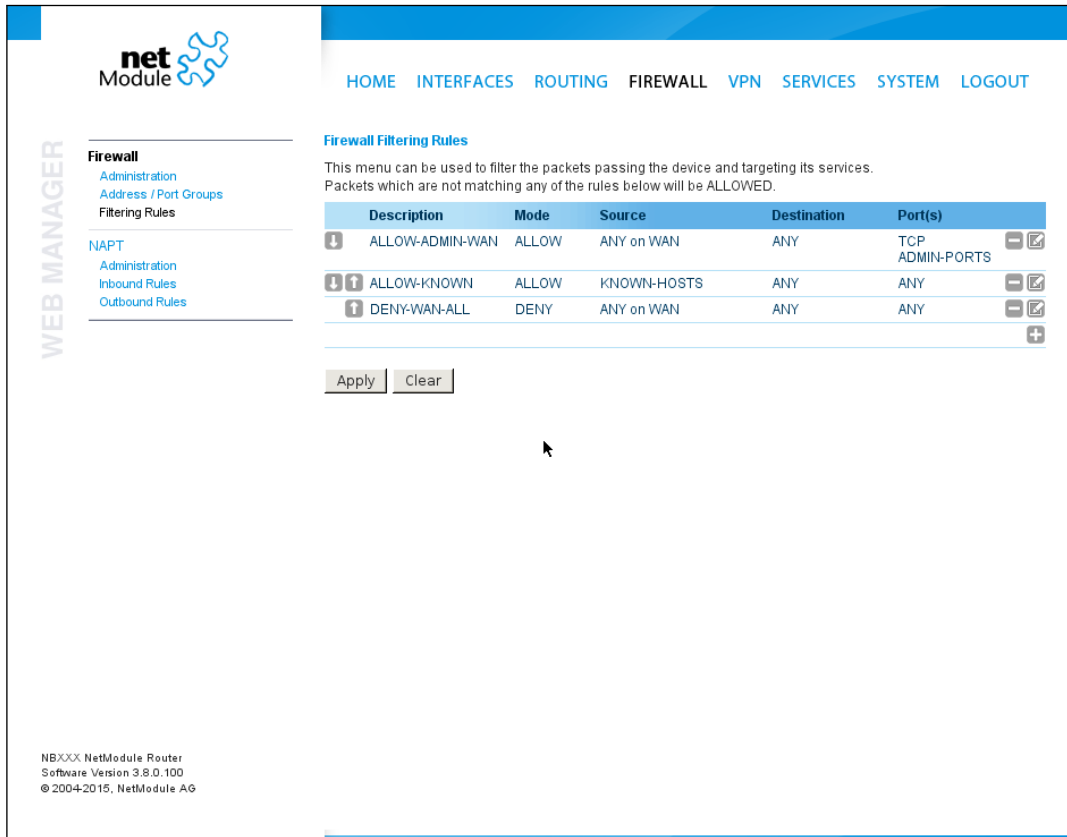 net
Module
HOME INTERFACES ROUTING FIREWALL VPN SERVICES SYSTEM LOGOUT
WEB MANAGER
Firewall
Administration
Address / Port Groups
Filtering Rules
NAPT
Administration
Inbound Rules
Outbound Rules
Firewall Filtering Rules
This menu can be used to filter the packets passing the device and targeting its services.
Packets which are not matching any of the rules below will be ALLOWED.
Description Mode Source Destination Port(s)
ALLOW-ADMIN-WAN ALLOW ANY on WAN ANY TCP
ADMIN-PORTS
ALLOW-KNOWN ALLOW KNOWN-HOSTS ANY ANY
DENY-WAN-ALL DENY ANY on WAN ANY ANY
Apply Clear
NBXXX NetModule Router
Software Version 3.8.0.100
© 2004-2015, NetModule AG